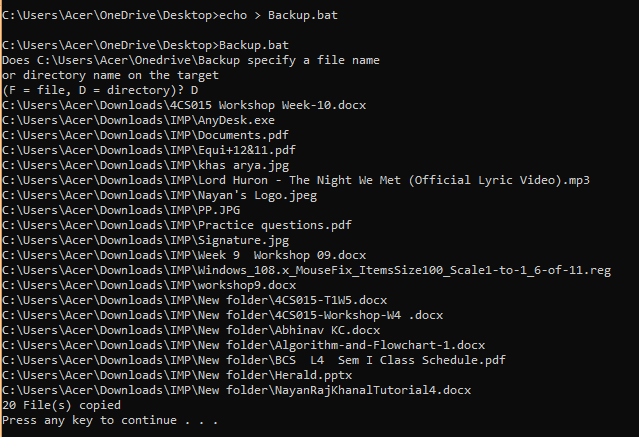 C:\Users\Acer\OneDrive\Desktop>echo > Backup.bat
C:\Users\Acer\OneDrive\Desktop>Backup.bat
Does C:\Users\Acer\Onedrive\Backup specify a file name
or directory name on the target
(F = file, D = directory)? D
C:\Users\Acer\Downloads\4CS015 Workshop Week-10.docx
C:\Users\Acer\Downloads\IMP\AnyDesk.exe
C:\Users\Acer\Downloads\IMP\Documents.pdf
C:\Users\Acer\Downloads\IMP\Equi+12&11.pdf
C:\Users\Acer\Downloads\IMP\khas arya.jpg
C:\Users\Acer\Downloads\IMP\Lord Huron - The Night We Met (Official Lyric Video).mp3
C:\Users\Acer\Downloads\IMP\Nayan's Logo.jpeg
C:\Users\Acer\Downloads\IMP\PP.JPG
C:\Users\Acer\Downloads\IMP\Practice questions.pdf
C:\Users\Acer\Downloads\IMP\Signature.jpg
C:\Users\Acer\Downloads\IMP\Week 9  Workshop 09.docx
C:\Users\Acer\Downloads\IMP\Windows_108.x_MouseFix_ItemsSize100_Scale1-to-1_6-of-11.reg
C:\Users\Acer\Downloads\IMP\workshop9.docx
C:\Users\Acer\Downloads\IMP\New folder\4CS015-T1W5.docx
C:\Users\Acer\Downloads\IMP\New folder\4CS015-Workshop-W4 .docx
C:\Users\Acer\Downloads\IMP\New folder\Abhinav KC.docx
C:\Users\Acer\Downloads\IMP\New folder\Algorithm-and-Flowchart-1.docx
C:\Users\Acer\Downloads\IMP\New folder\BCS  L4  Sem I Class Schedule.pdf
C:\Users\Acer\Downloads\IMP\New folder\Herald.pptx
C:\Users\Acer\Downloads\IMP\New folder\NayanRajKhanalTutorial4.docx
20 File(s) copied
Press any key to continue . . .